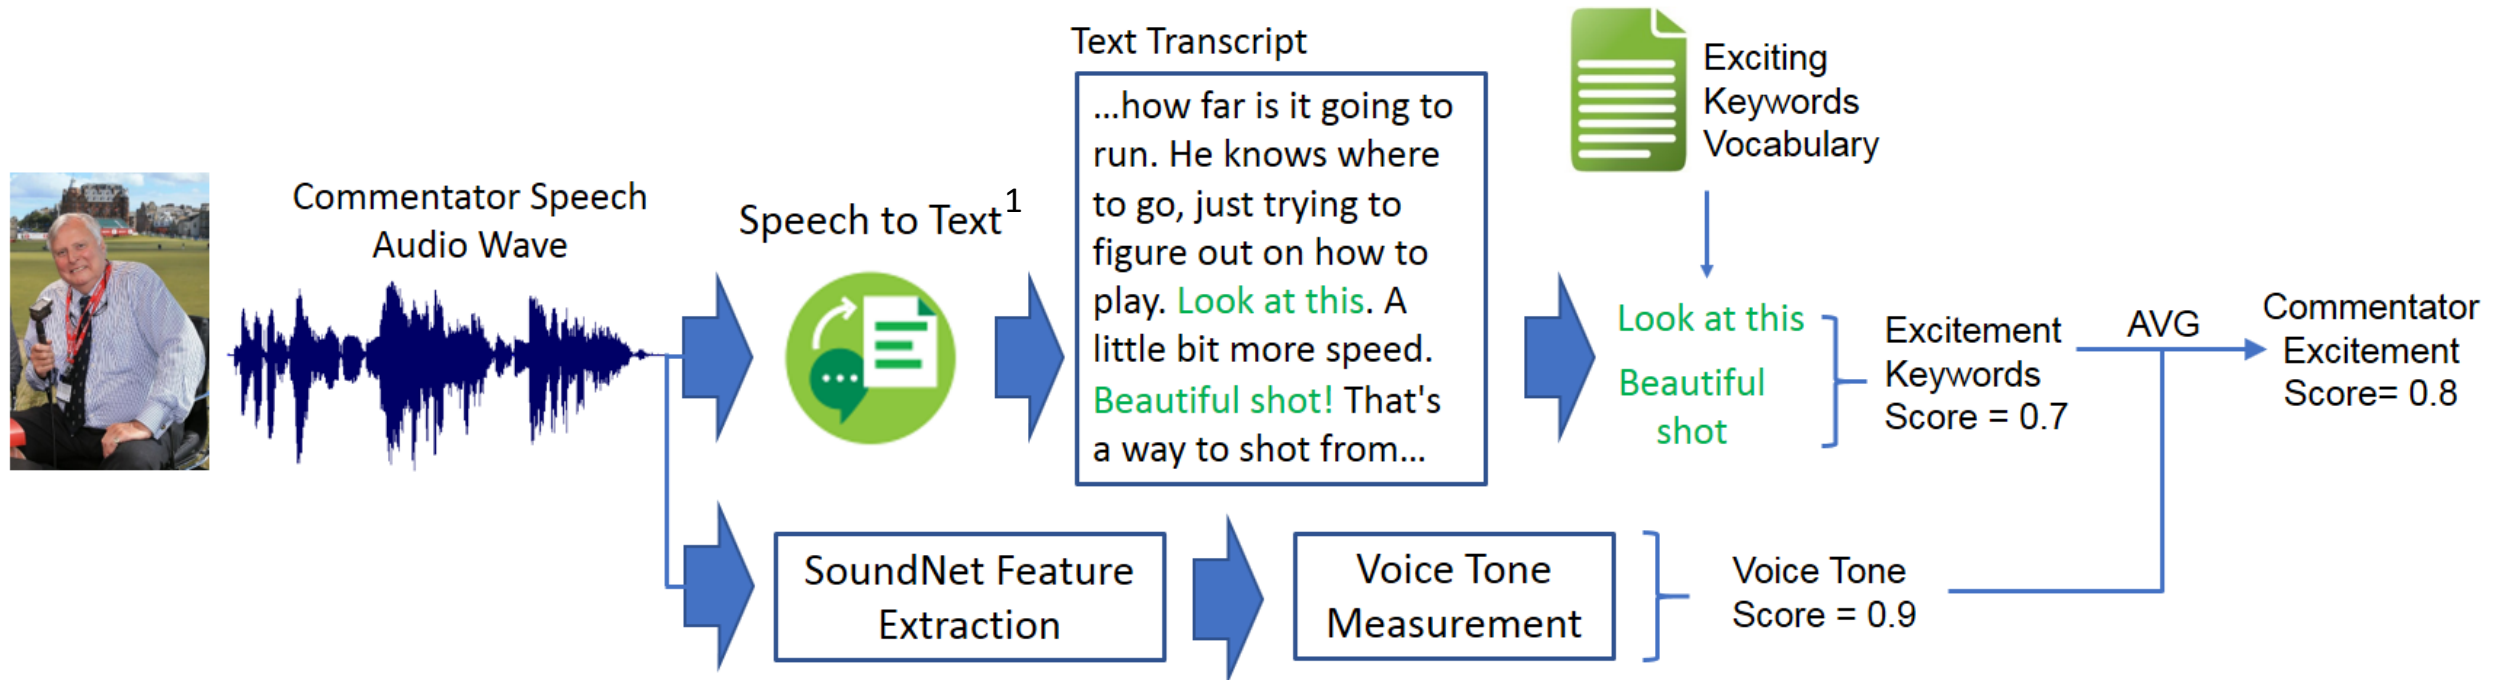 Text Transcript
Exciting
Keywords
Vocabulary
Commentator Speech
Audio Wave
Speech to Text¹
...how far is it going to
run. He knows where
to go, just trying to
figure out on how to
play. Look at this. A
little bit more speed.
Beautiful shot! That's
a way to shot from...
Look at this
Beautiful
shot
Excitement
Keywords
Score = 0.7
AVG
Commentator
Excitement
Score= 0.8
SoundNet Feature
Extraction
Voice Tone
Measurement
Voice Tone
Score = 0.9